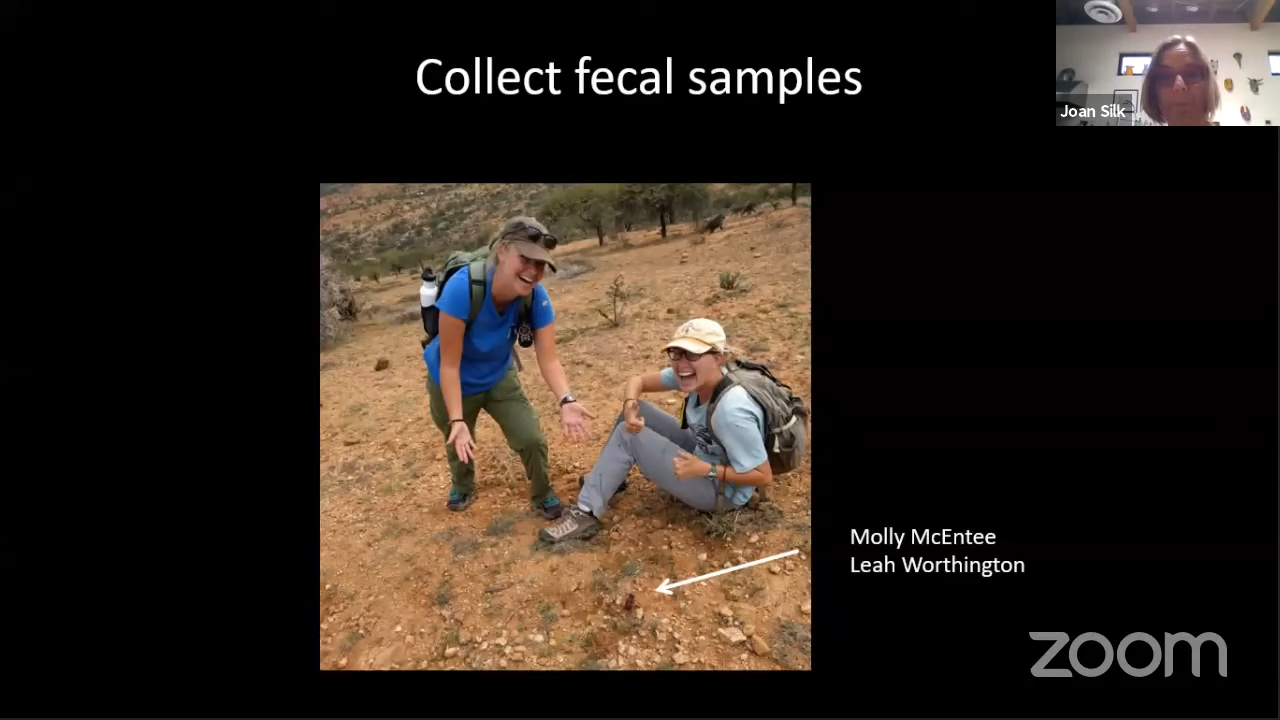 Collect fecal samples
Joan Silk
Molly McEntee
Leah Worthington
zoom